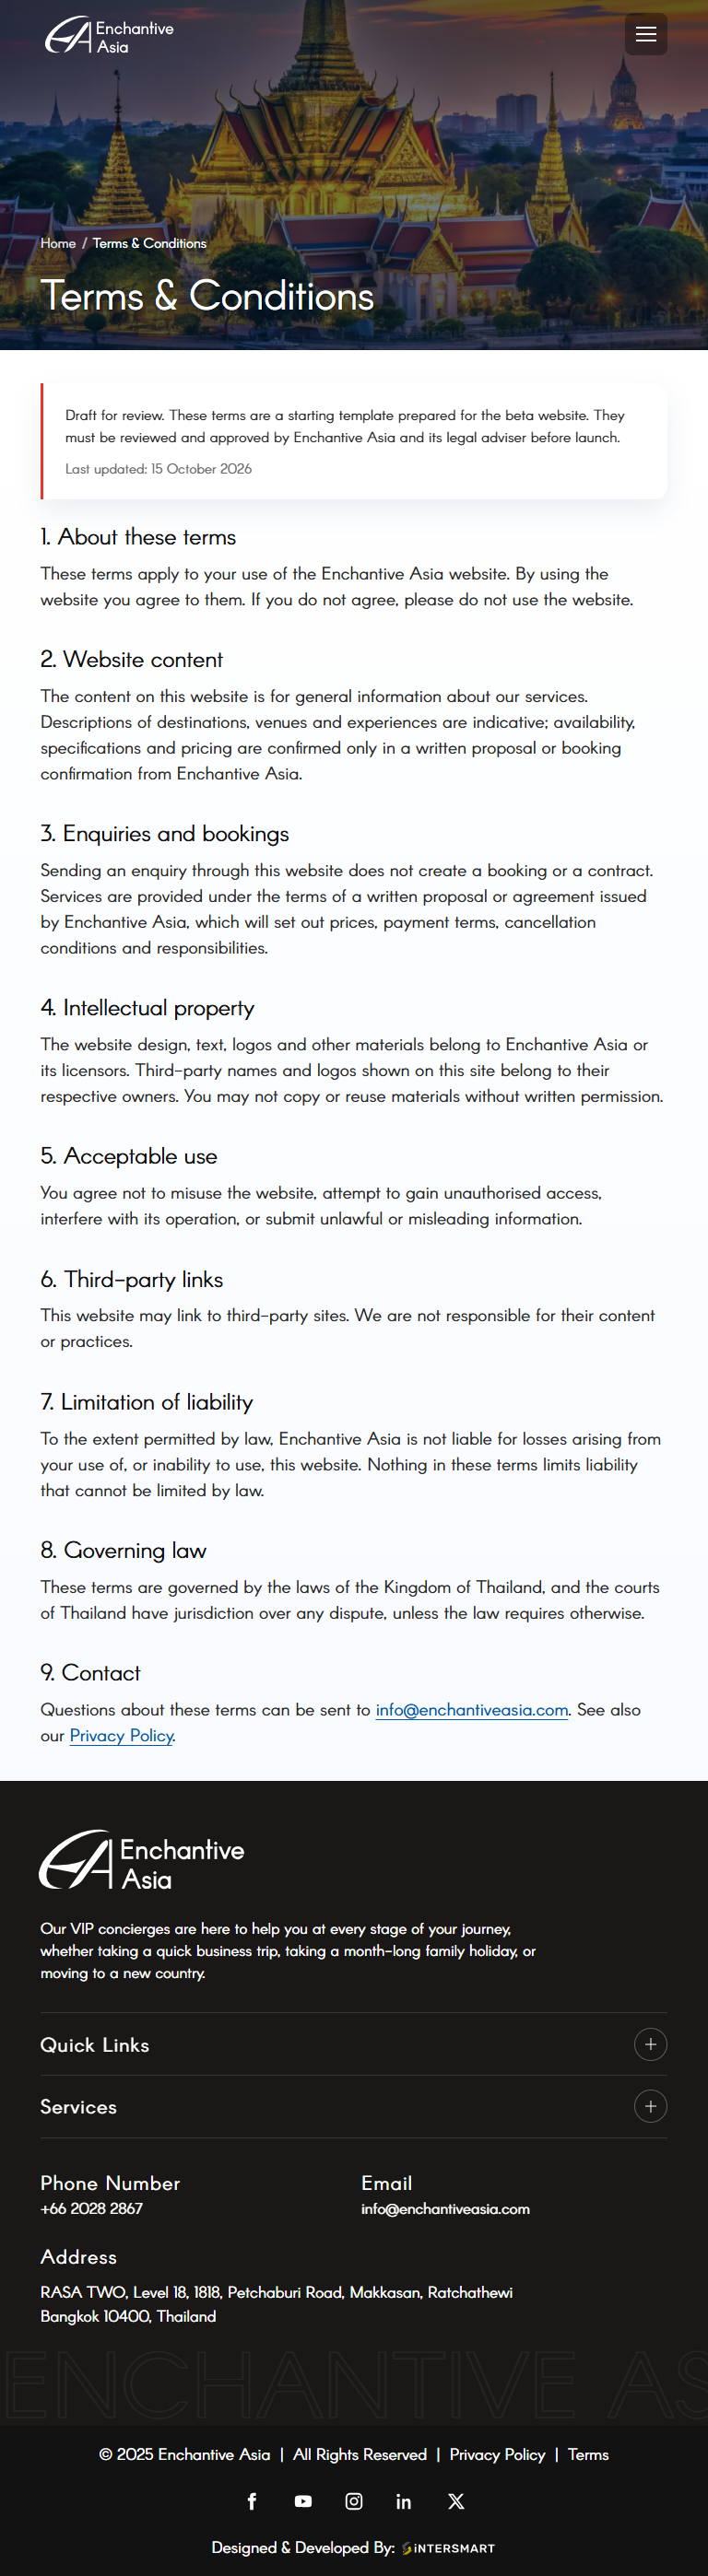 Enchantive
Asia
Home / Terms & Conditions
Terms & Conditions
Draft for review. These terms are a starting template prepared for the beta website. They
must be reviewed and approved by Enchantive Asia and its legal adviser before launch.
Last updated: 15 October 2026
1. About these terms
These terms apply to your use of the Enchantive Asia website. By using the
website you agree to them. If you do not agree, please do not use the website.
2. Website content
The content on this website is for general information about our services.
Descriptions of destinations, venues and experiences are indicative; availability,
specifications and pricing are confirmed only in a written proposal or booking
confirmation from Enchantive Asia.
3. Enquiries and bookings
Sending an enquiry through this website does not create a booking or a contract.
Services are provided under the terms of a written proposal or agreement issued
by Enchantive Asia, which will set out prices, payment terms, cancellation
conditions and responsibilities.
4. Intellectual property
The website design, text, logos and other materials belong to Enchantive Asia or
its licensors. Third-party names and logos shown on this site belong to their
respective owners. You may not copy or reuse materials without written permission.
5. Acceptable use
You agree not to misuse the website, attempt to gain unauthorised access,
interfere with its operation, or submit unlawful or misleading information.
6. Third-party links
This website may link to third-party sites. We are not responsible for their content
or practices.
7. Limitation of liability
To the extent permitted by law, Enchantive Asia is not liable for losses arising from
your use of, or inability to use, this website. Nothing in these terms limits liability
that cannot be limited by law.
8. Governing law
These terms are governed by the laws of the Kingdom of Thailand, and the courts
of Thailand have jurisdiction over any dispute, unless the law requires otherwise.
9. Contact
Questions about these terms can be sent to info@enchantiveasia.com. See also
our Privacy Policy.
Enchantive
Asia
Our VIP concierges are here to help you at every stage of your journey,
whether taking a quick business trip, taking a month-long family holiday, or
moving to a new country.
Quick Links
Services
Phone Number
+66 2028 2867
Email
info@enchantiveasia.com
Address
RASA TWO, Level 18, 1818, Petchaburi Road, Makkasan, Ratchathewi
Bangkok 10400, Thailand
ENCHANTIVE AS
© 2025 Enchantive Asia | All Rights Reserved | Privacy Policy | Terms
Designed & Developed By: iNTERSMART